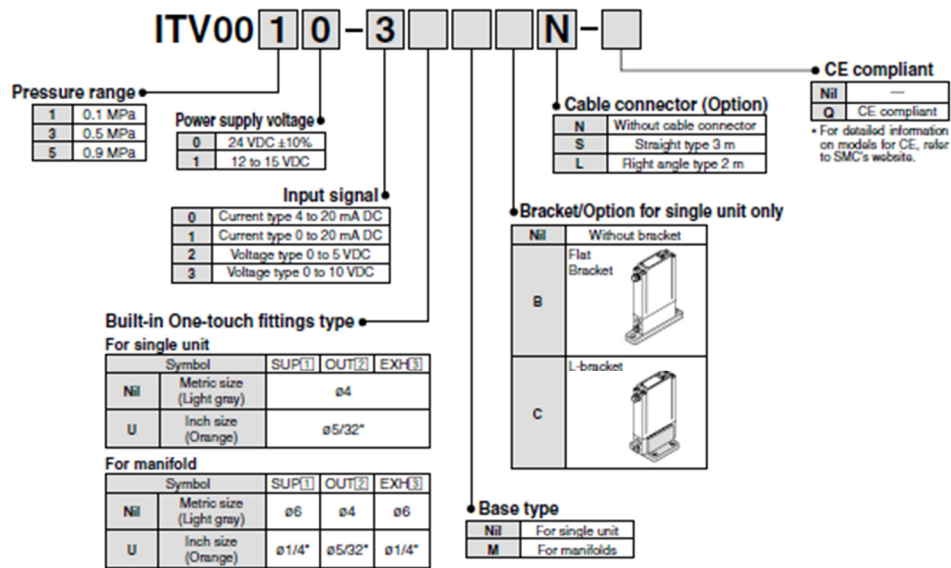 ITV00 1 0 - 3 N -
Pressure range
1 0.1 MPa
3 0.5 MPa
5 0.9 MPa
Power supply voltage
0 24 VDC ±10%
1 12 to 15 VDC
Input signal
0 Current type 4 to 20 mA DC
1 Current type 0 to 20 mA DC
2 Voltage type 0 to 5 VDC
3 Voltage type 0 to 10 VDC
Built-in One-touch fittings type
For single unit
Symbol SUP1 OUT2 EXH3
Nil Metric size (Light gray) ø4
U Inch size (Orange) ø5/32"
For manifold
Symbol SUP1 OUT2 EXH3
Nil Metric size (Light gray) ø6 ø4 ø6
U Inch size (Orange) ø1/4" ø5/32" ø1/4"
Base type
Nil For single unit
M For manifolds
Bracket/Option for single unit only
Nil Without bracket
B Flat Bracket
C L-bracket
Cable connector (Option)
N Without cable connector
S Straight type 3 m
L Right angle type 2 m
CE compliant
Nil —
Q CE compliant
* For detailed information
on models for CE, refer
to SMC's website.